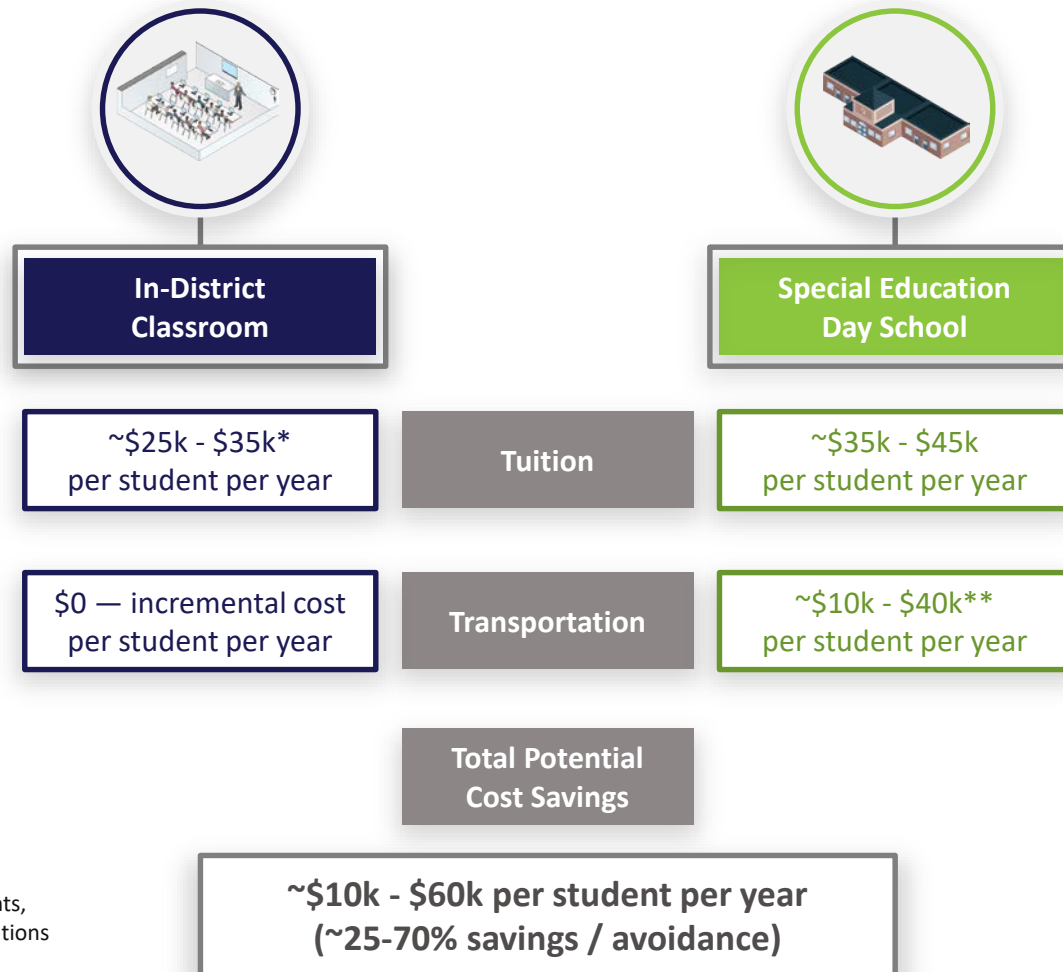 In-District
Classroom
Special Education
Day School
~$25k - $35k*
per student per year
Tuition
~$35k - $45k
per student per year
$0 — incremental cost
per student per year
Transportation
~$10k - $40k**
per student per year
Total Potential
Cost Savings
~$10k - $60k per student per year
(~25-70% savings / avoidance)